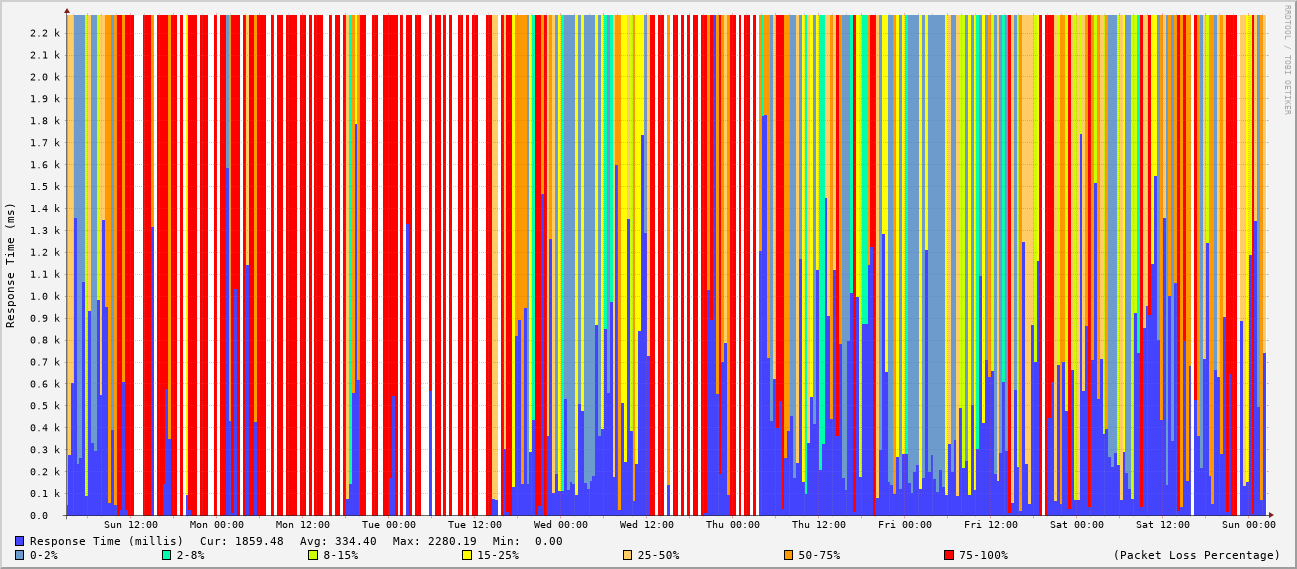 RRDTOOL / TOBI OETIKER
Response Time (ms)
2.2 k
2.1 k
2.0 k
1.9 k
1.8 k
1.7 k
1.6 k
1.5 k
1.4 k
1.3 k
1.2 k
1.1 k
1.0 k
0.9 k
0.8 k
0.7 k
0.6 k
0.5 k
0.4 k
0.3 k
0.2 k
0.1 k
0.0
Sun 12:00 Mon 00:00 Mon 12:00 Tue 00:00 Tue 12:00 Wed 00:00 Wed 12:00 Thu 00:00 Thu 12:00 Fri 00:00 Fri 12:00 Sat 00:00 Sat 12:00 Sun 00:00
Response Time (millis) Cur: 1859.48 Avg: 334.40 Max: 2280.19 Min: 0.00
0-2% 2-8% 8-15% 15-25% 25-50% 50-75% 75-100% (Packet Loss Percentage)